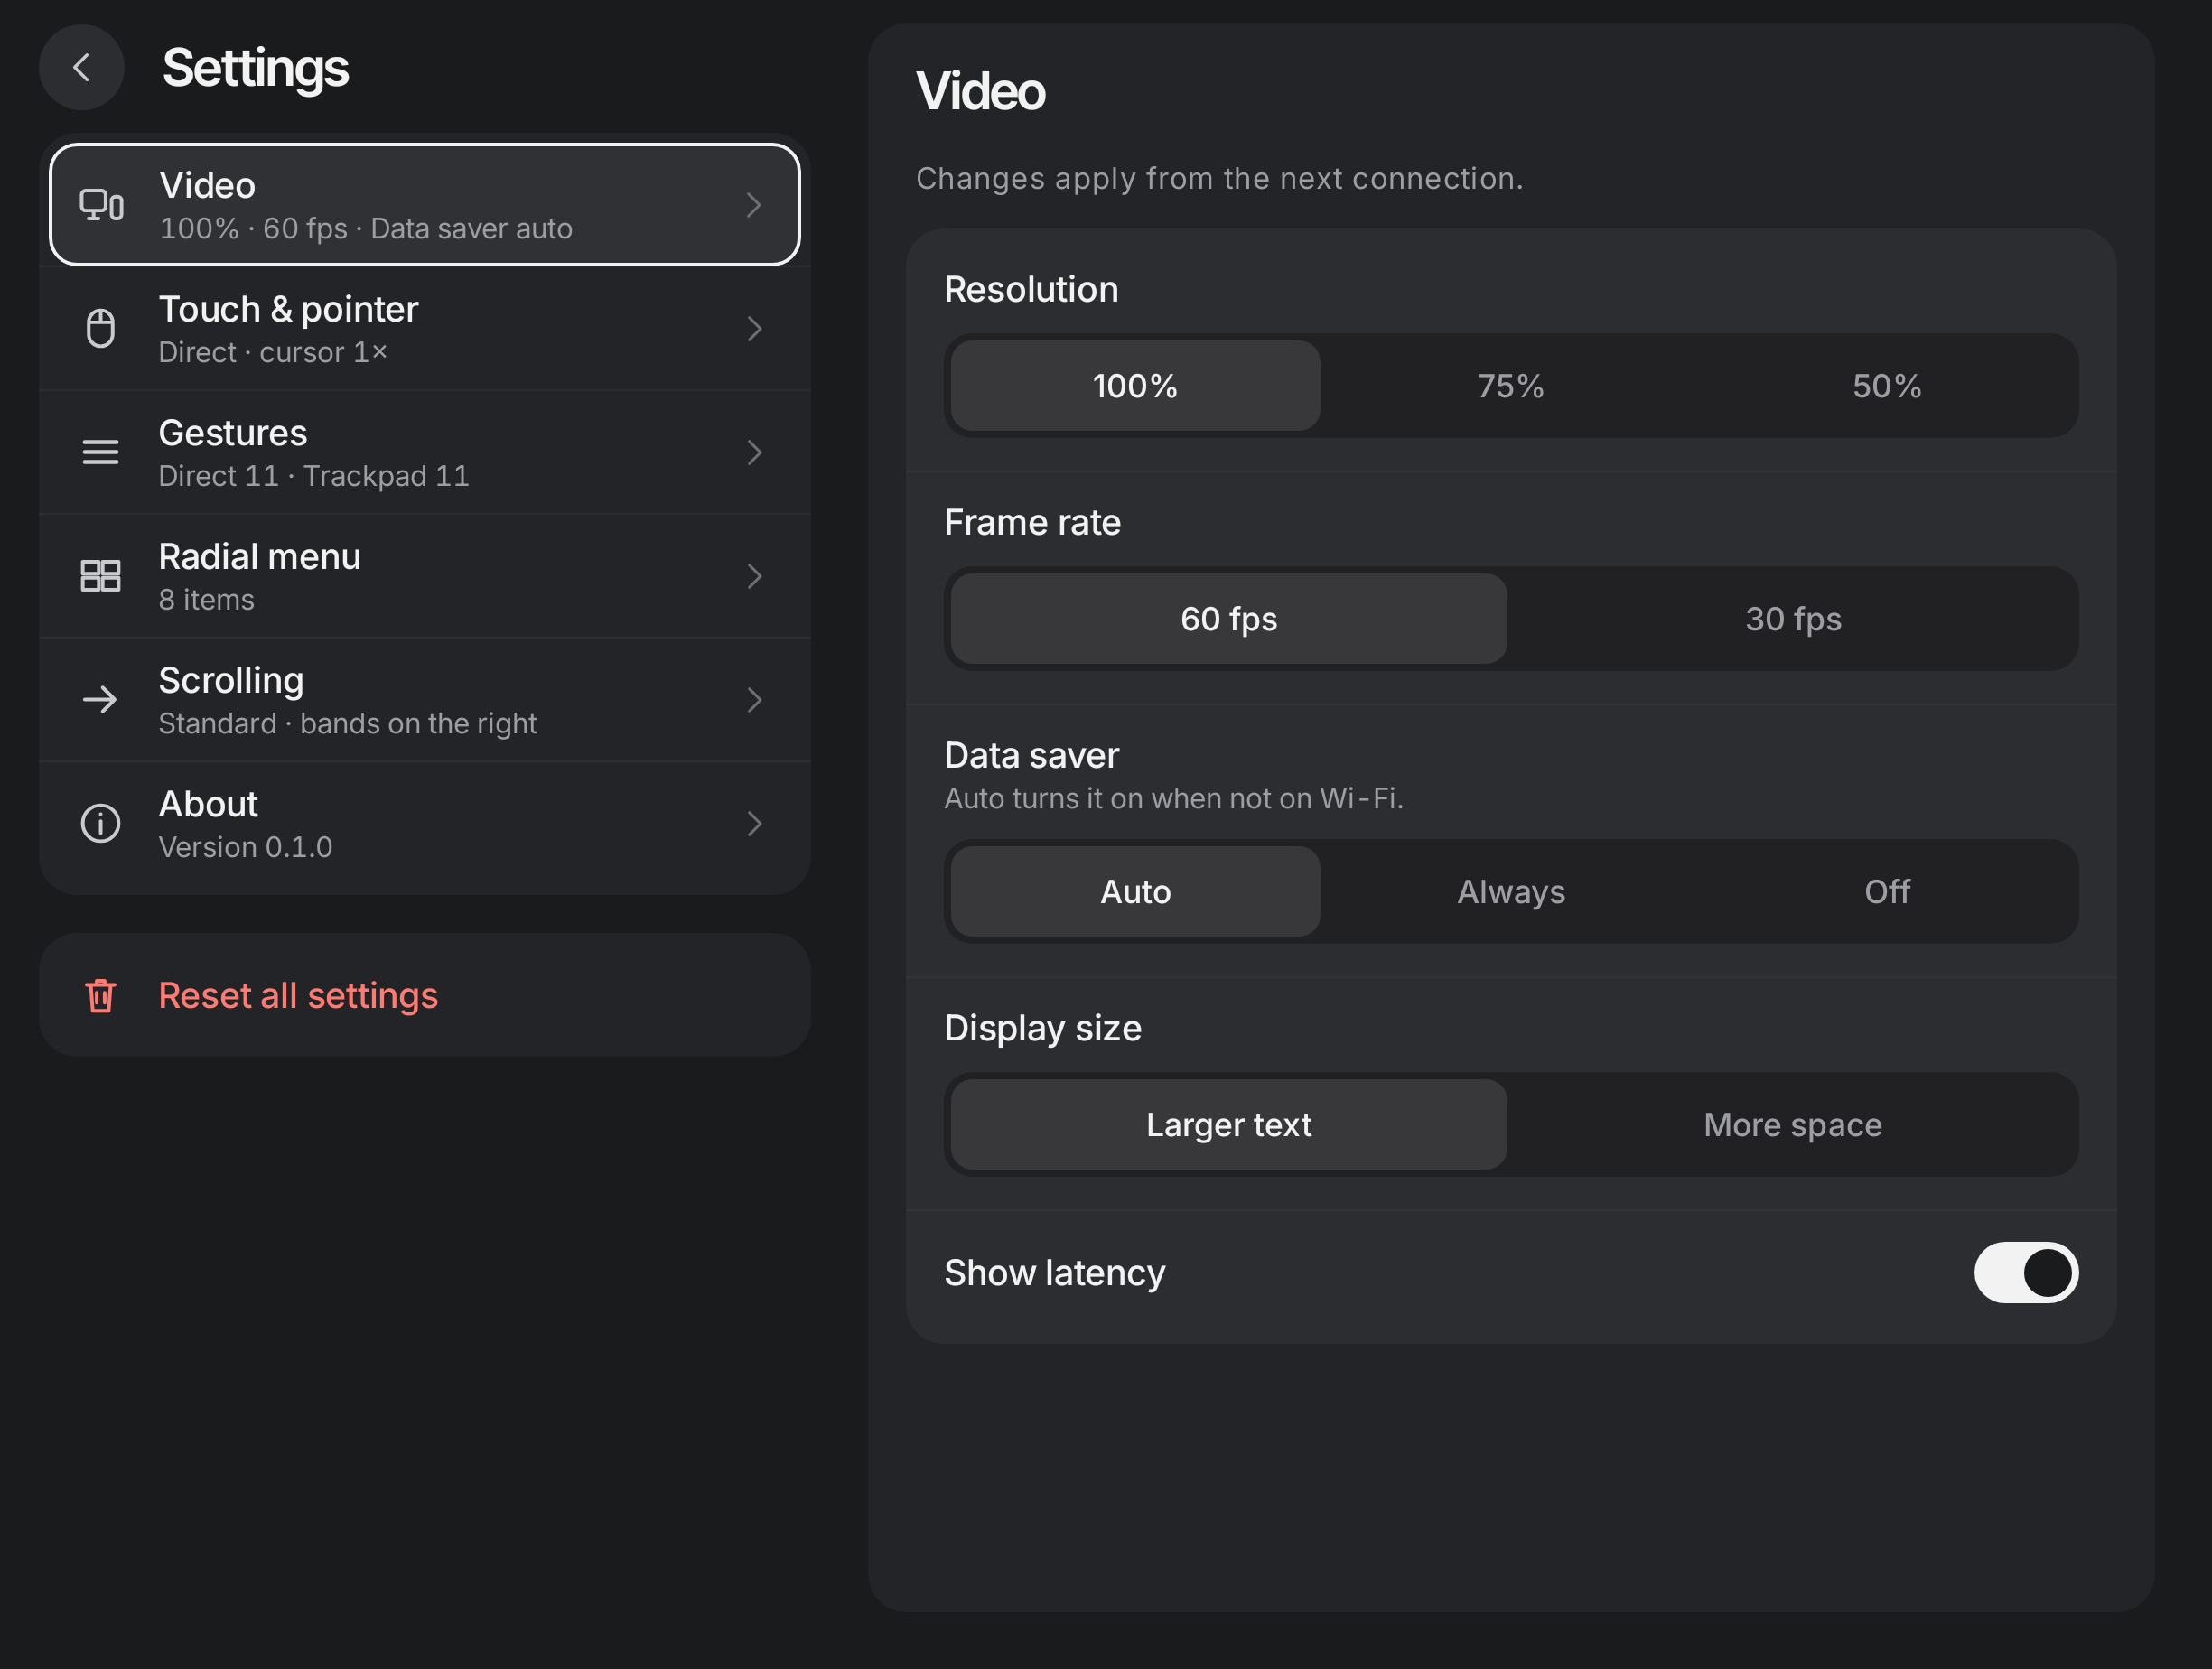 Settings
Video
100% · 60 fps · Data saver auto
Touch & pointer
Direct · cursor 1×
Gestures
Direct 11 · Trackpad 11
Radial menu
8 items
Scrolling
Standard · bands on the right
About
Version 0.1.0
Reset all settings
Video
Changes apply from the next connection.
Resolution
100% 75% 50%
Frame rate
60 fps 30 fps
Data saver
Auto turns it on when not on Wi-Fi.
Auto Always Off
Display size
Larger text More space
Show latency